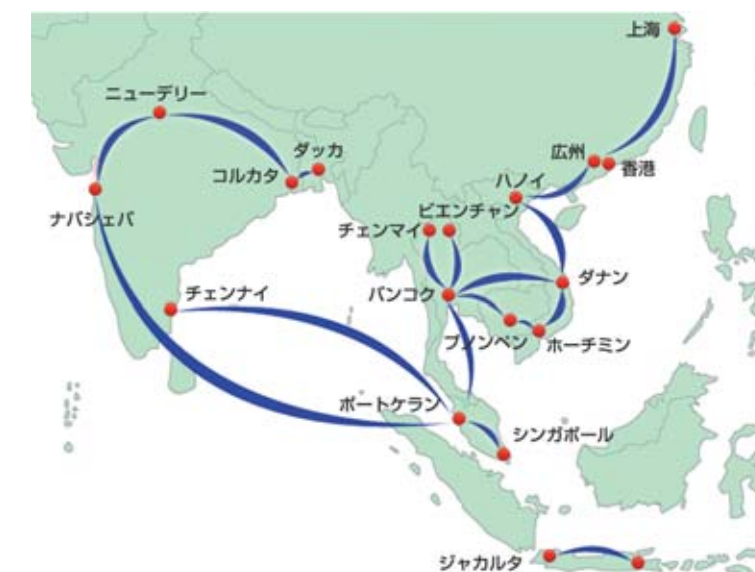 上海
ニューデリー
ダッカ
広州
コルカタ
香港
ハノイ
ナバシェバ
ビエンチャン
チェンマイ
ダナン
チェンナイ
バンコク
プノンペン
ホーチミン
ポートケラン
シンガポール
ジャカルタ